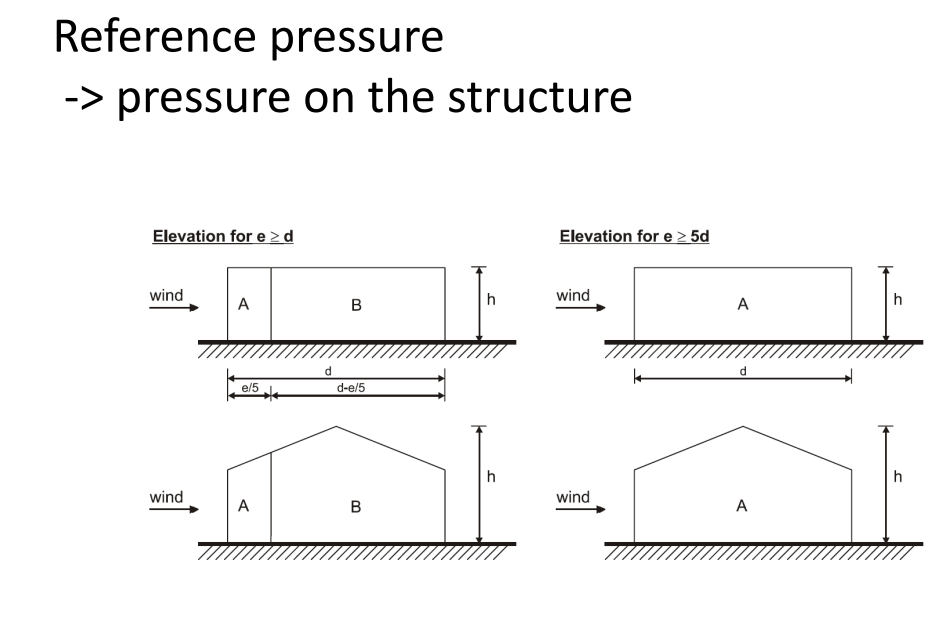 Reference pressure
-> pressure on the structure
Elevation for e ≥ d
Elevation for e ≥ 5d
wind
A
B
h
wind
A
h
d
e/5
d-e/5
d
wind
A
B
h
wind
A
h